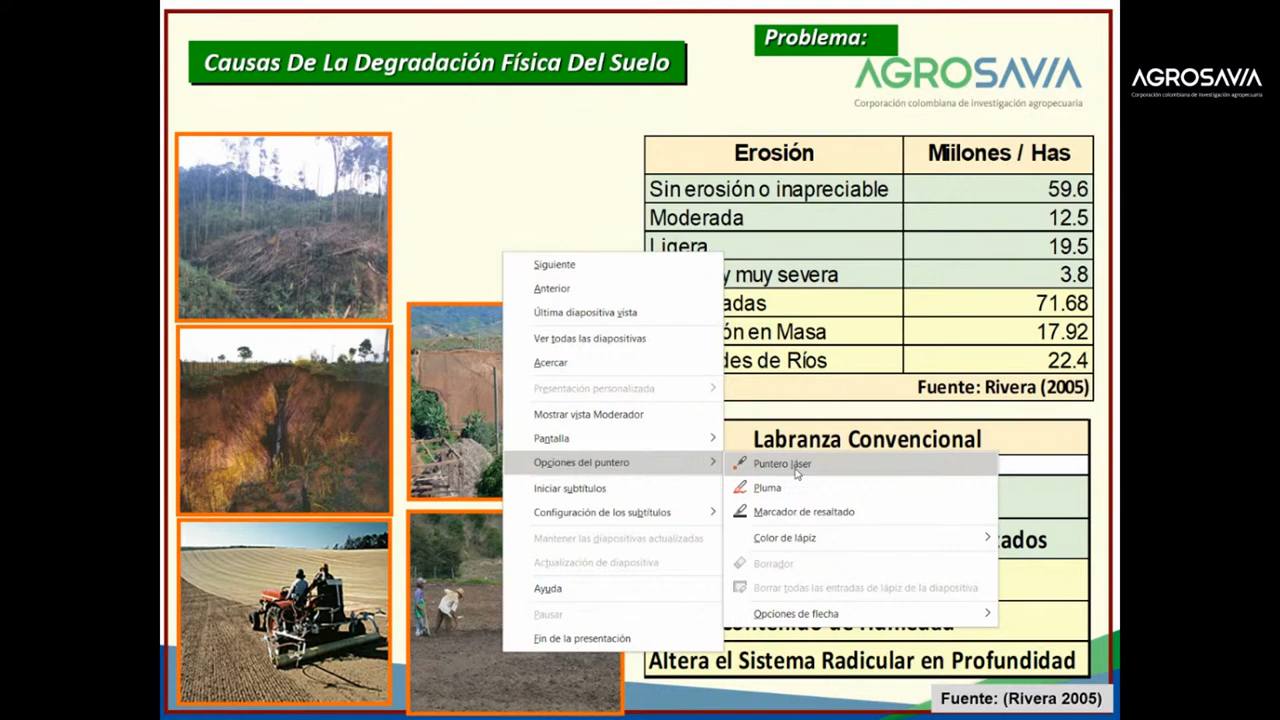 Causas De La Degradación Física Del Suelo
Problema:
AGROSAVIA
Corporación colombiana de investigación agropecuaria
AGROSAVIA
Corporación colombiana de investigación agropecuaria
Erosión Miilones / Has
Sin erosión o inapreciable 59.6
Moderada 12.5
Ligera 19.5
y muy severa 3.8
adas 71.68
ón en Masa 17.92
des de Ríos 22.4
Fuente: Rivera (2005)
Siguiente
Anterior
Última diapositiva vista
Ver todas las diapositivas
Acercar
Presentación personalizada
Mostrar vista Moderador
Pantalla
Opciones del puntero
Iniciar subtítulos
Configuración de los subtítulos
Mantener las diapositivas actualizadas
Actualización de diapositiva
Ayuda
Pausar
Fin de la presentación
Labranza Convencional
Puntero láser
Pluma
Marcador de resaltado
Color de lápiz
Borrador
Borrar todas las entradas de lápiz de la diapositiva
Opciones de flecha
ados
Altera el Sistema Radicular en Profundidad
Fuente: (Rivera 2005)